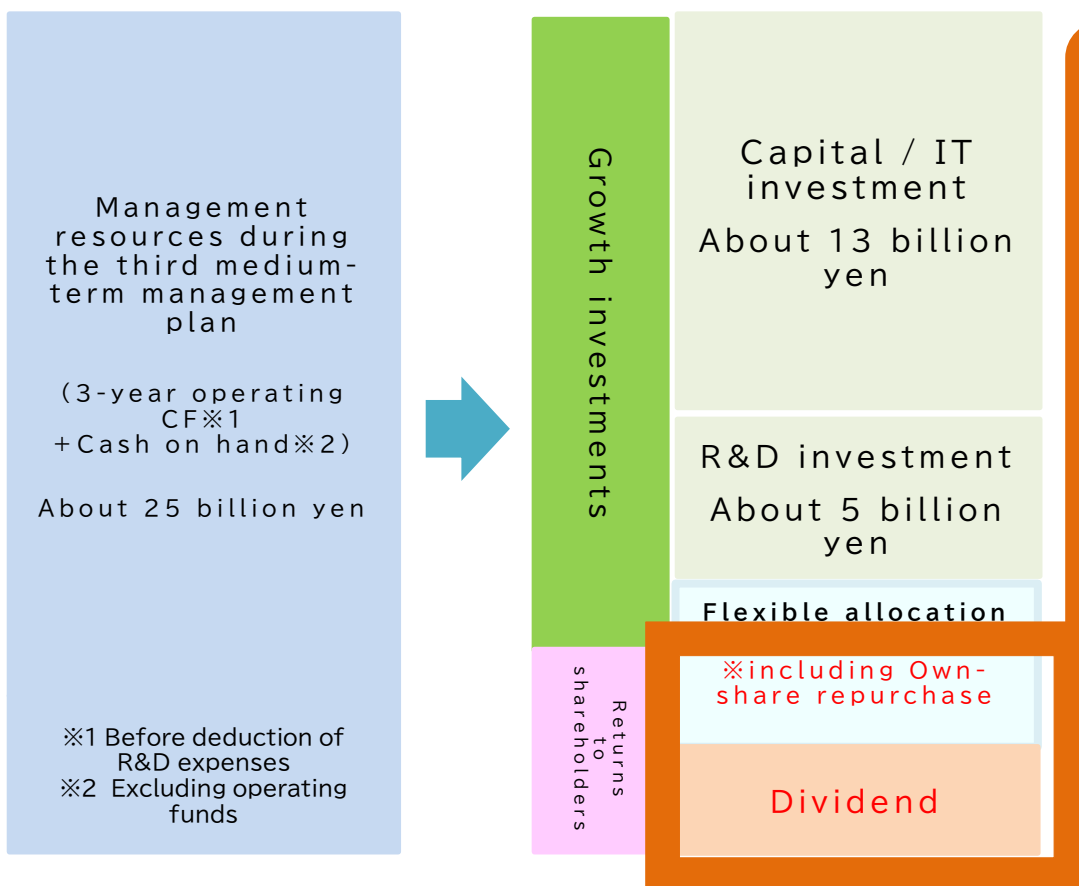 Management
resources during
the third medium-
term management
plan
(3-year operating
CF※1
+Cash on hand※2)
About 25 billion yen
※1 Before deduction of
R&D expenses
※2 Excluding operating
funds
Growth investments
Returns
to
shareholders
Capital / IT
investment
About 13 billion
yen
R&D investment
About 5 billion
yen
Flexible allocation
※including Own-
share repurchase
Dividend